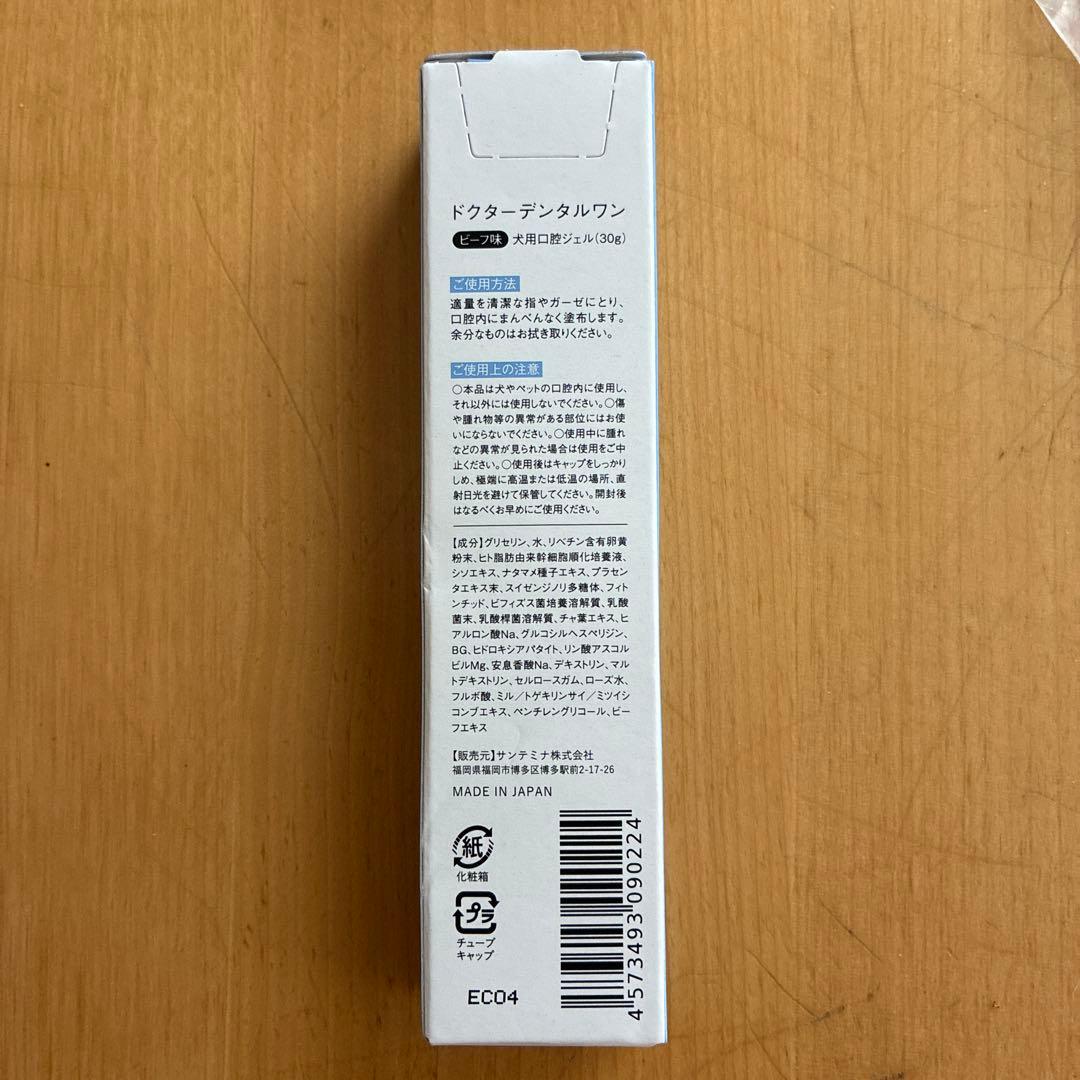 ドクターデンタルワン
ビーフ味 犬用口腔ジェル(30g)
ご使用方法
適量を清潔な指やガーゼにとり、
口腔内にまんべんなく塗布します。
余分なものはお拭き取りください。
ご使用上の注意
○本品は犬やペットの口腔内に使用し、
それ以外には使用しないでください。○傷
や腫れ物等の異常がある部位にはお使
いにならないでください。○使用中に腫れ
などの異常が見られた場合は使用をご中
止ください。○使用後はキャップをしっかり
しめ、極端に高温または低温の場所、直
射日光を避けて保管してください。開封後
はなるべくお早めにご使用ください。
【成分】グリセリン、水、リベチン含有卵黄
粉末、ヒト脂肪由来幹細胞順化培養液、
シソエキス、ナタマメ種子エキス、プラセン
タエキス末、スイゼンジノリ多糖体、フィト
ンチッド、ビフィズス菌培養溶解質、乳酸
菌末、乳酸桿菌溶解質、チャ葉エキス、ヒ
アルロン酸Na、グルコシルヘスペリジン、
BG、ヒドロキシアパタイト、リン酸アスコル
ビルMg、安息香酸Na、デキストリン、マル
トデキストリン、セルロースガム、ローズ水、
フルボ酸、ミル/トゲキリンサイ/ミツイシ
コンブエキス、ペンチレングリコール、ビー
フエキス
【販売元】サンテミナ株式会社
福岡県福岡市博多区博多駅前2-17-26
MADE IN JAPAN
紙
化粧箱
プラ
チューブ
キャップ
EC04
4573493090224